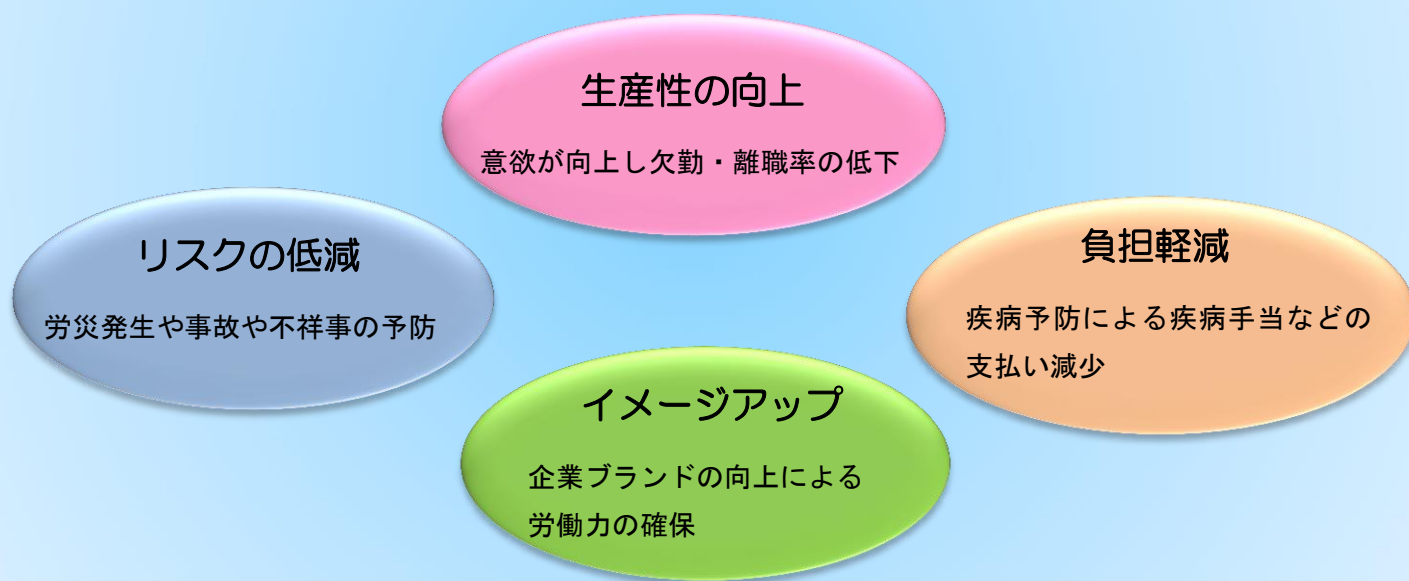 生産性の向上
意欲が向上し欠勤・離職率の低下
リスクの低減
労災発生や事故や不祥事の予防
負担軽減
疾病予防による疾病手当などの
支払い減少
イメージアップ
企業ブランドの向上による
労働力の確保